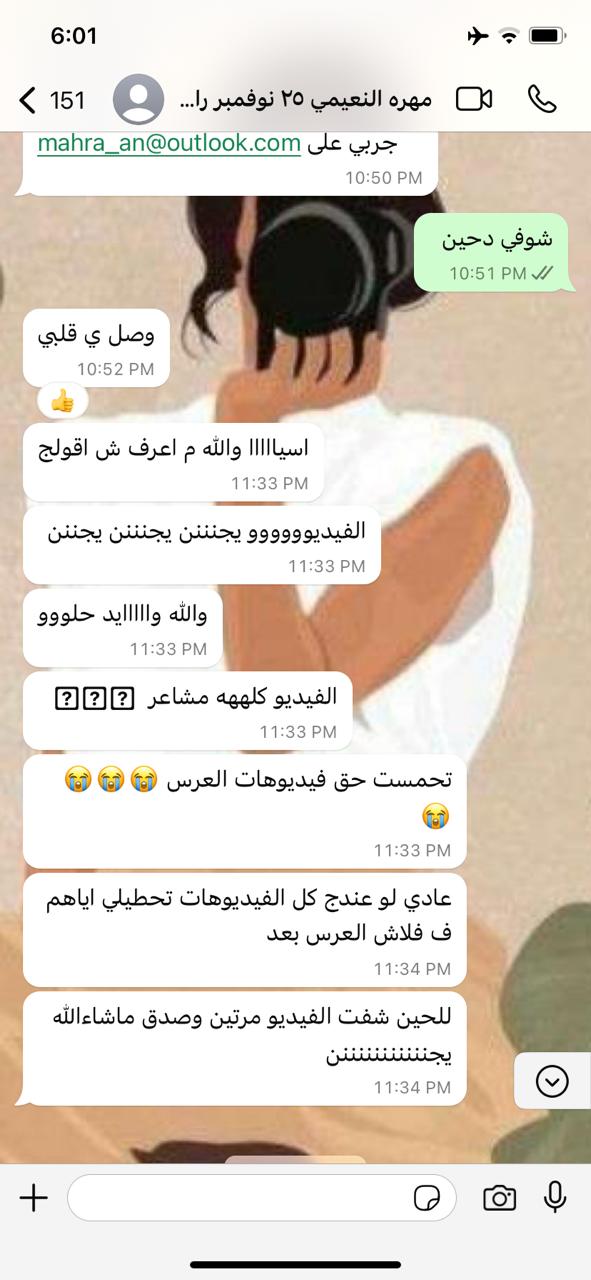 6:01
151
مهره النعيمي ٢٥ نوفمبر را...
جربي على mahra_an@outlook.com
10:50 PM
شوفي دحين
10:51 PM
وصل ي قلبي
10:52 PM
👍
اسياااااا والله م اعرف ش اقولج
11:33 PM
الفيديوووووو يجنننن يجنننن يجننن
11:33 PM
والله واااااايد حلووو
11:33 PM
الفيديو كلههه مشاعر
11:33 PM
تحمست حق فيديوهات العرس 😭😭😭
😭
11:33 PM
عادي لو عندج كل الفيديوهات تحطيلي اياهم
ف فلاش العرس بعد
11:34 PM
للحين شفت الفيديو مرتين وصدق ماشاءالله
يجنننننننننننن
11:34 PM